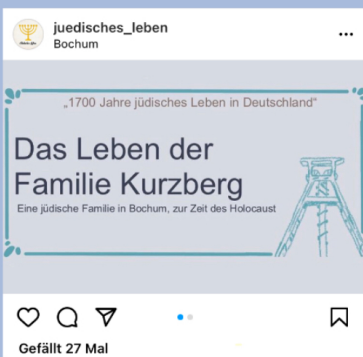 juedisches_leben
Bochum
„1700 Jahre jüdisches Leben in Deutschland“
Das Leben der
Familie Kurzberg
Eine jüdische Familie in Bochum, zur Zeit des Holocaust
Gefällt 27 Mal